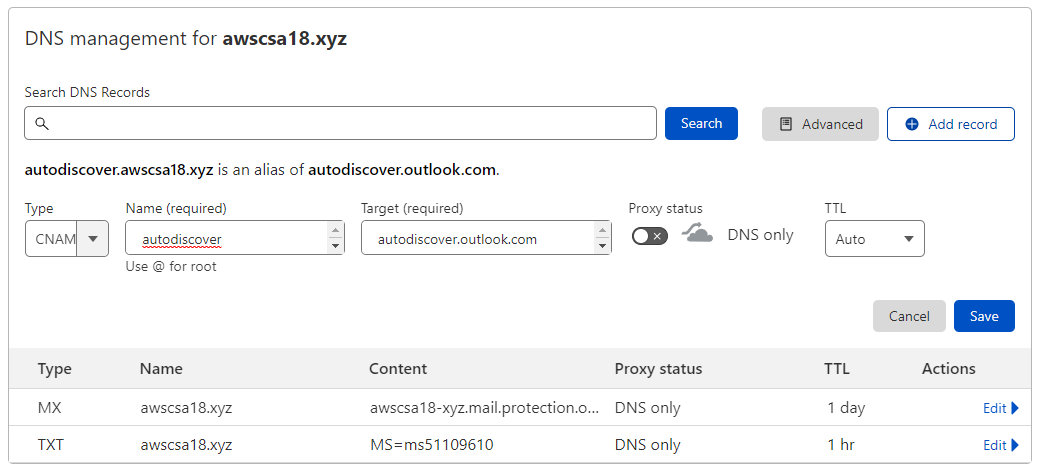 DNS management for awscsa18.xyz
Search DNS Records
Search
Advanced
Add record
autodiscover.awscsa18.xyz is an alias of autodiscover.outlook.com.
Type Name (required) Target (required) Proxy status TTL
CNAM autodiscover autodiscover.outlook.com DNS only Auto
Use @ for root
Cancel Save
Type Name Content Proxy status TTL Actions
MX awscsa18.xyz awscsa18-xyz.mail.protection.o... DNS only 1 day Edit
TXT awscsa18.xyz MS=ms51109610 DNS only 1 hr Edit